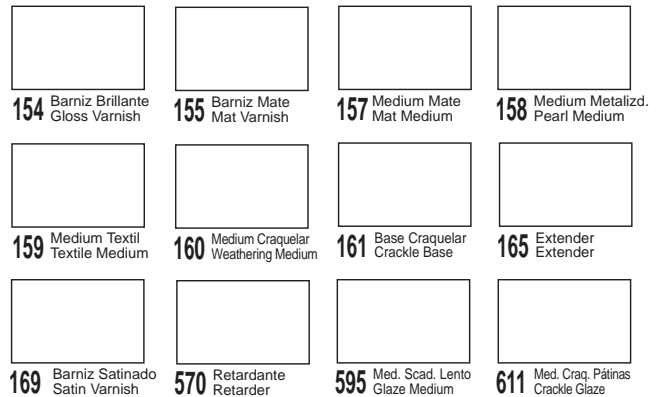 154 Barniz Brillante
Gloss Varnish
155 Barniz Mate
Mat Varnish
157 Medium Mate
Mat Medium
158 Medium Metalizd.
Pearl Medium
159 Medium Textil
Textile Medium
160 Medium Craquelar
Weathering Medium
161 Base Craquelar
Crackle Base
165 Extender
Extender
169 Barniz Satinado
Satin Varnish
570 Retardante
Retarder
595 Med. Scad. Lento
Glaze Medium
611 Med. Craq. Pátinas
Crackle Glaze